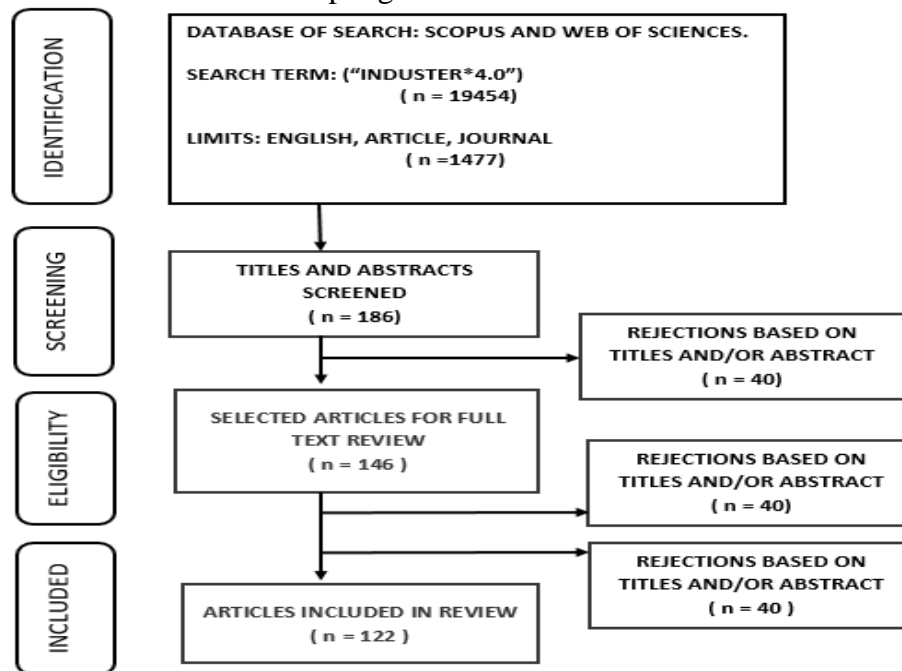 IDENTIFICATION
DATABASE OF SEARCH: SCOPUS AND WEB OF SCIENCES.
SEARCH TERM: (“INDUSTER*4.0”)
( n = 19454)
LIMITS: ENGLISH, ARTICLE, JOURNAL
( n =1477)
SCREENING
TITLES AND ABSTRACTS
SCREENED
( n = 186)
REJECTIONS BASED ON
TITLES AND/OR ABSTRACT
( n = 40)
ELIGIBILITY
SELECTED ARTICLES FOR FULL
TEXT REVIEW
( n = 146 )
REJECTIONS BASED ON
TITLES AND/OR ABSTRACT
( n = 40)
INCLUDED
REJECTIONS BASED ON
TITLES AND/OR ABSTRACT
( n = 40 )
ARTICLES INCLUDED IN REVIEW
( n = 122 )